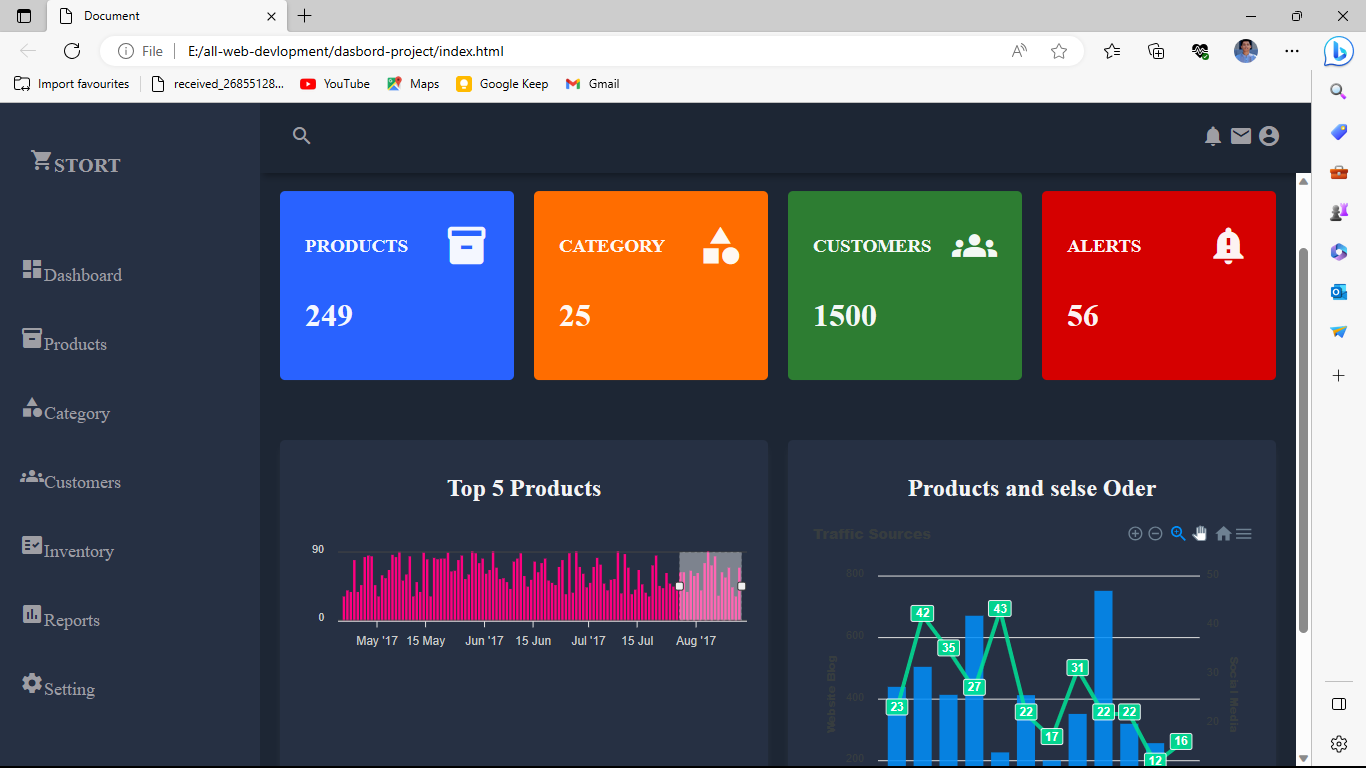 Document
File
E:/all-web-devlopment/dasbord-project/index.html
Import favourites
received_26855128...
YouTube
Maps
Google Keep
Gmail
STORT
Dashboard
Products
Category
Customers
Inventory
Reports
Setting
PRODUCTS
249
CATEGORY
25
CUSTOMERS
1500
ALERTS
56
Top 5 Products
90
0
May '17
15 May
Jun '17
15 Jun
Jul '17
15 Jul
Aug '17
Products and selse Oder
Traffic Sources
800
600
400
200
Website Blog
50
40
30
20
Social Media
23
42
35
27
43
22
17
31
22
22
12
16